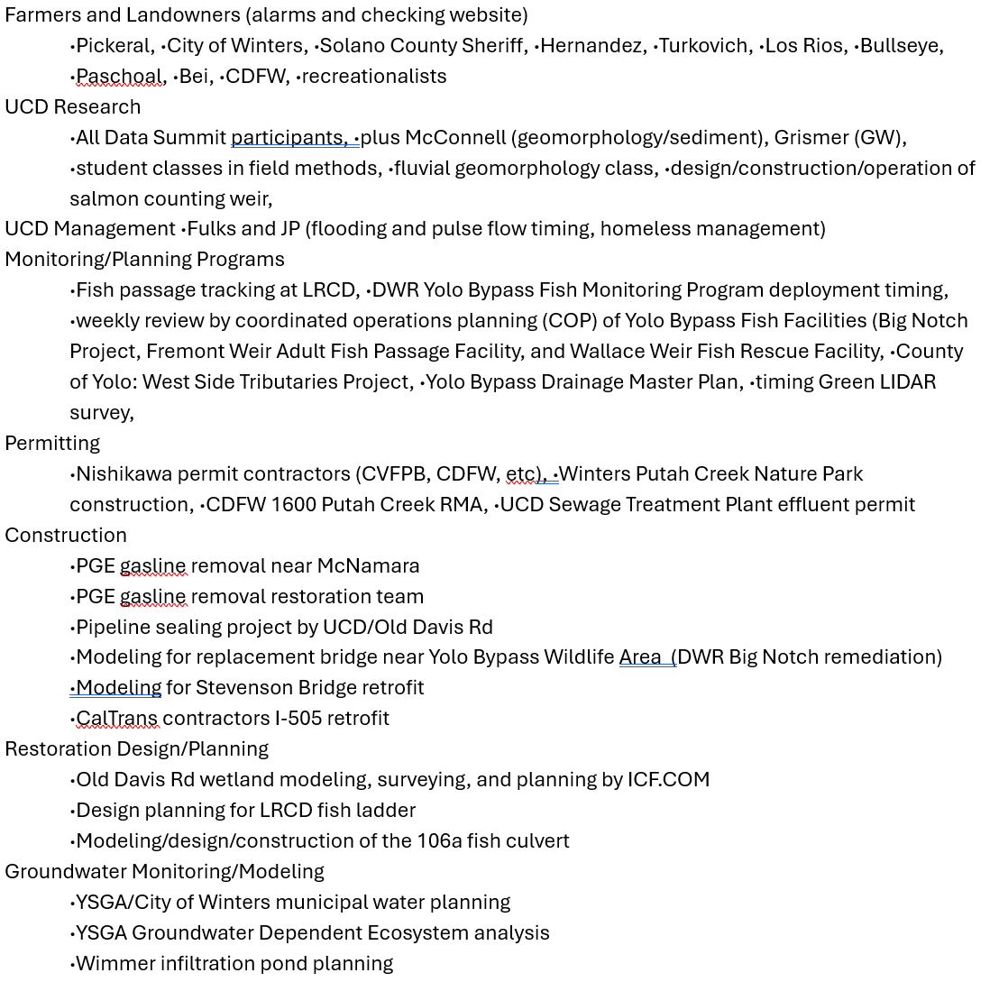 Farmers and Landowners (alarms and checking website)
•Pickeral, •City of Winters, •Solano County Sheriff, •Hernandez, •Turkovich, •Los Rios, •Bullseye,
•Paschoal, •Bei, •CDFW, •recreationalists
UCD Research
•All Data Summit participants, •plus McConnell (geomorphology/sediment), Grismer (GW),
•student classes in field methods, •fluvial geomorphology class, •design/construction/operation of
salmon counting weir,
UCD Management •Fulks and JP (flooding and pulse flow timing, homeless management)
Monitoring/Planning Programs
•Fish passage tracking at LRCD, •DWR Yolo Bypass Fish Monitoring Program deployment timing,
•weekly review by coordinated operations planning (COP) of Yolo Bypass Fish Facilities (Big Notch
Project, Fremont Weir Adult Fish Passage Facility, and Wallace Weir Fish Rescue Facility, •County
of Yolo: West Side Tributaries Project, •Yolo Bypass Drainage Master Plan, •timing Green LIDAR
survey,
Permitting
•Nishikawa permit contractors (CVFPB, CDFW, etc), •Winters Putah Creek Nature Park
construction, •CDFW 1600 Putah Creek RMA, •UCD Sewage Treatment Plant effluent permit
Construction
•PGE gasline removal near McNamara
•PGE gasline removal restoration team
•Pipeline sealing project by UCD/Old Davis Rd
•Modeling for replacement bridge near Yolo Bypass Wildlife Area  (DWR Big Notch remediation)
•Modeling for Stevenson Bridge retrofit
•CalTrans contractors I-505 retrofit
Restoration Design/Planning
•Old Davis Rd wetland modeling, surveying, and planning by ICF.COM
•Design planning for LRCD fish ladder
•Modeling/design/construction of the 106a fish culvert
Groundwater Monitoring/Modeling
•YSGA/City of Winters municipal water planning
•YSGA Groundwater Dependent Ecosystem analysis
•Wimmer infiltration pond planning